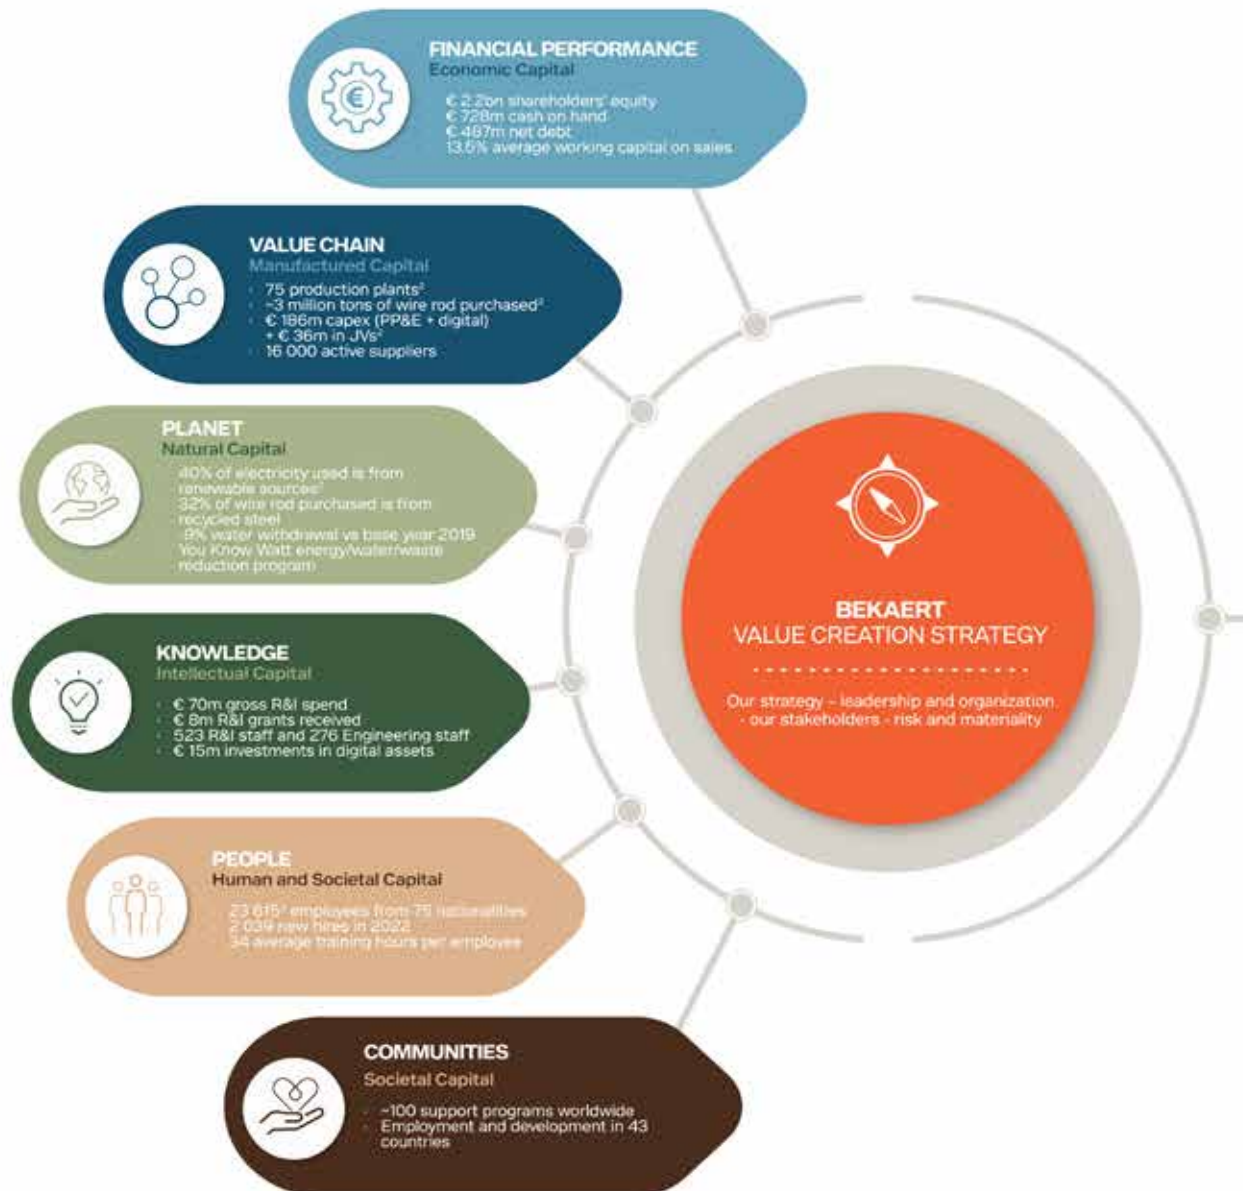 FINANCIAL PERFORMANCE
Economic Capital
€ 2.2bn shareholders' equity
€ 728m cash on hand
€ 487m net debt
13.5% average working capital on sales
VALUE CHAIN
Manufactured Capital
· 75 production plants²
· ~3 million tons of wire rod purchased²
· € 186m capex (PP&E + digital)
+ € 36m in JVs²
· 16 000 active suppliers
PLANET
Natural Capital
40% of electricity used is from
renewable sources
32% of wire rod purchased is from
recycled steel
-9% water withdrawal vs base year 2019
You Know Watt energy/water/waste
reduction program
KNOWLEDGE
Intellectual Capital
· € 70m gross R&I spend
· € 8m R&I grants received
· 523 R&I staff and 276 Engineering staff
· € 15m investments in digital assets
PEOPLE
Human and Societal Capital
employees from 75 nationalities
2 039 new hires in 2022
34 average training hours per employee
COMMUNITIES
Societal Capital
· ~100 support programs worldwide
· Employment and development in 43
countries
BEKAERT
VALUE CREATION STRATEGY
Our strategy – leadership and organization
- our stakeholders - risk and materiality